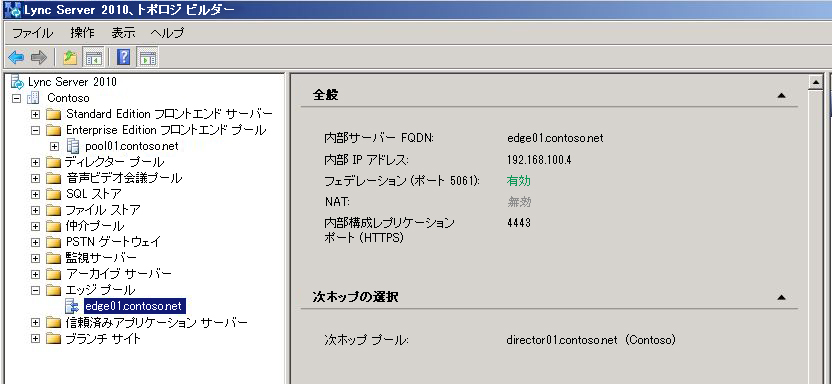 Lync Server 2010、トポロジ ビルダー
ファイル 操作 表示 ヘルプ
Lync Server 2010
Contoso
Standard Edition フロントエンド サーバー
Enterprise Edition フロントエンド プール
pool01.contoso.net
ディレクター プール
音声ビデオ会議プール
SQL ストア
ファイル ストア
仲介プール
PSTN ゲートウェイ
監視サーバー
アーカイブ サーバー
エッジ プール
edge01.contoso.net
信頼済みアプリケーション サーバー
ブランチ サイト
全般
内部サーバー FQDN: edge01.contoso.net
内部 IP アドレス: 192.168.100.4
フェデレーション (ポート 5061): 有効
NAT: 無効
内部構成レプリケーション 4443
ポート (HTTPS)
次ホップの選択
次ホップ プール: director01.contoso.net (Contoso)